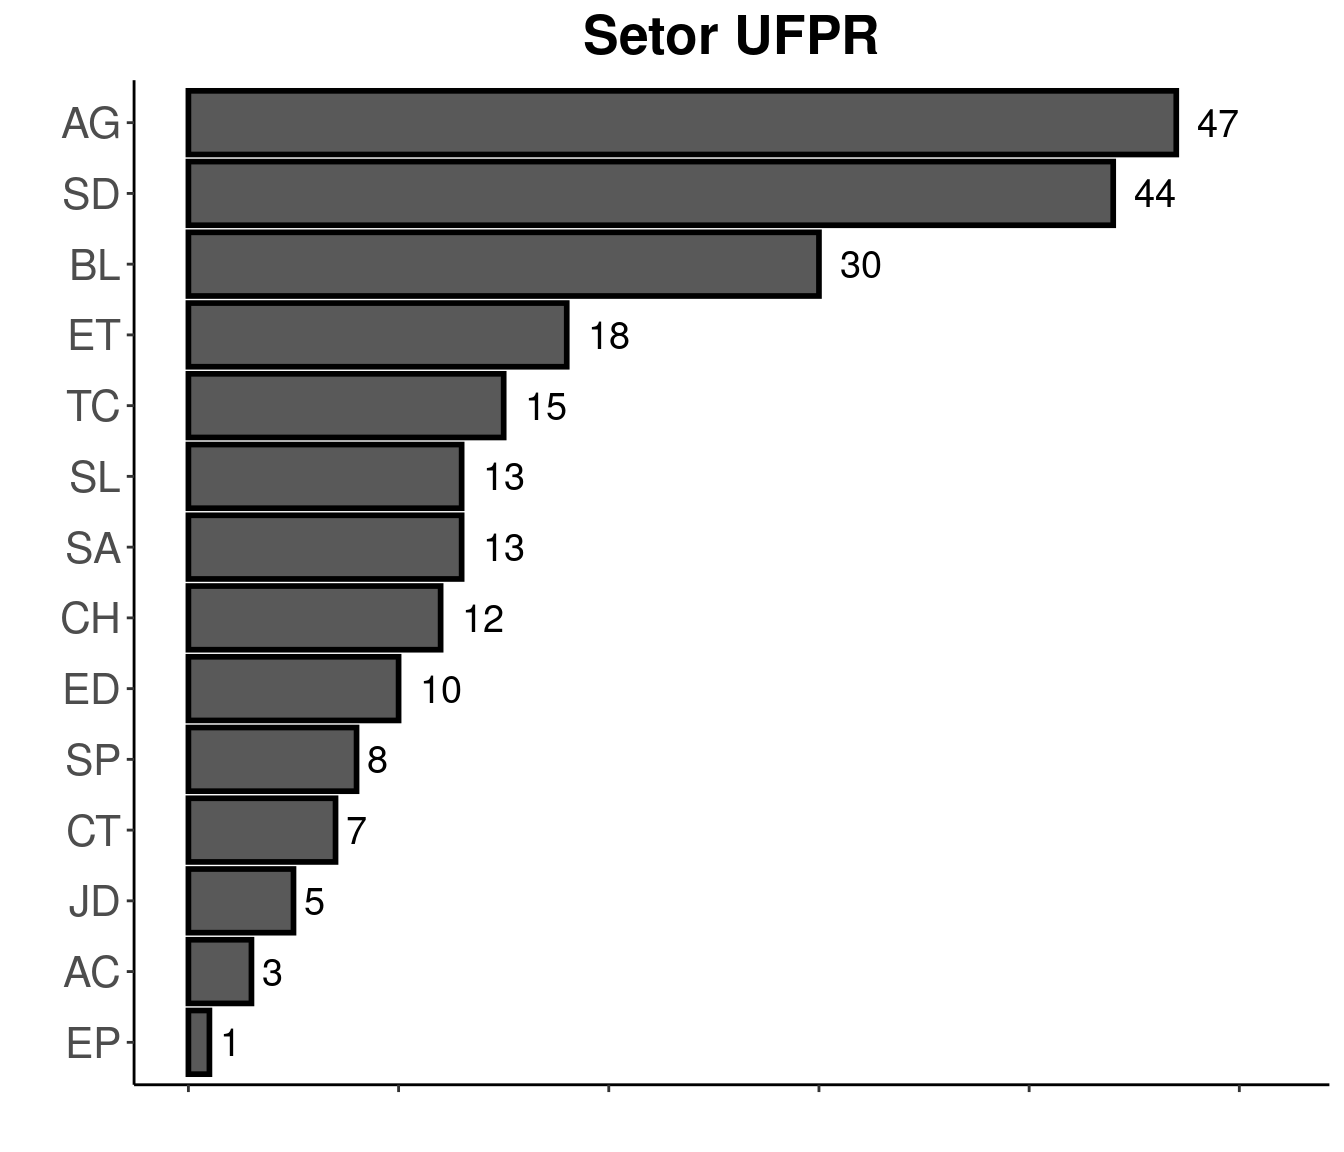 Setor UFPR
AG 47
SD 44
BL 30
ET 18
TC 15
SL 13
SA 13
CH 12
ED 10
SP 8
CT 7
JD 5
AC 3
EP 1